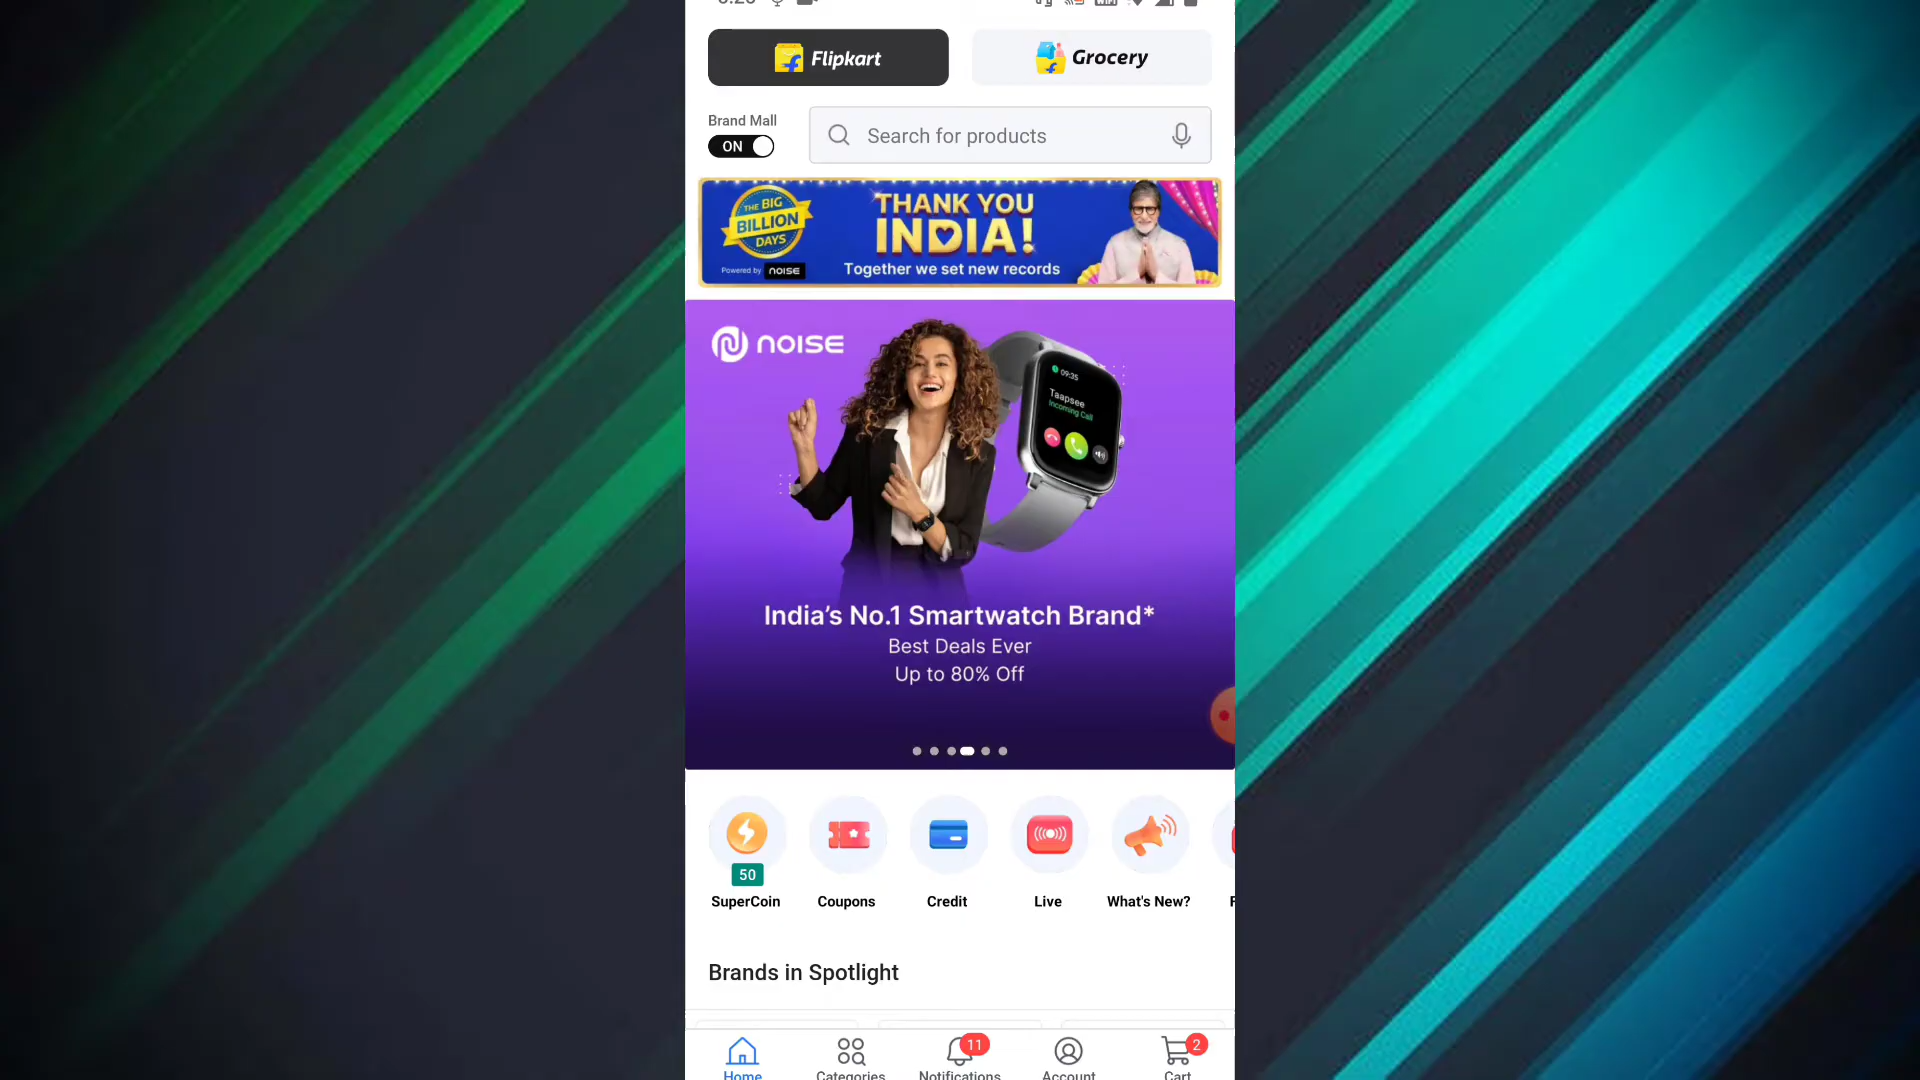 Flipkart
Grocery
Brand Mall
ON
Search for products
THE BIG
BILLION
DAYS
Powered by noise
THANK YOU
INDIA!
Together we set new records
noise
09:35
Taapsee
Incoming Call
India's No.1 Smartwatch Brand*
Best Deals Ever
Up to 80% Off
50
SuperCoin
Coupons
Credit
Live
What's New?
Brands in Spotlight
11
2
Home
Categories
Notifications
Account
Cart